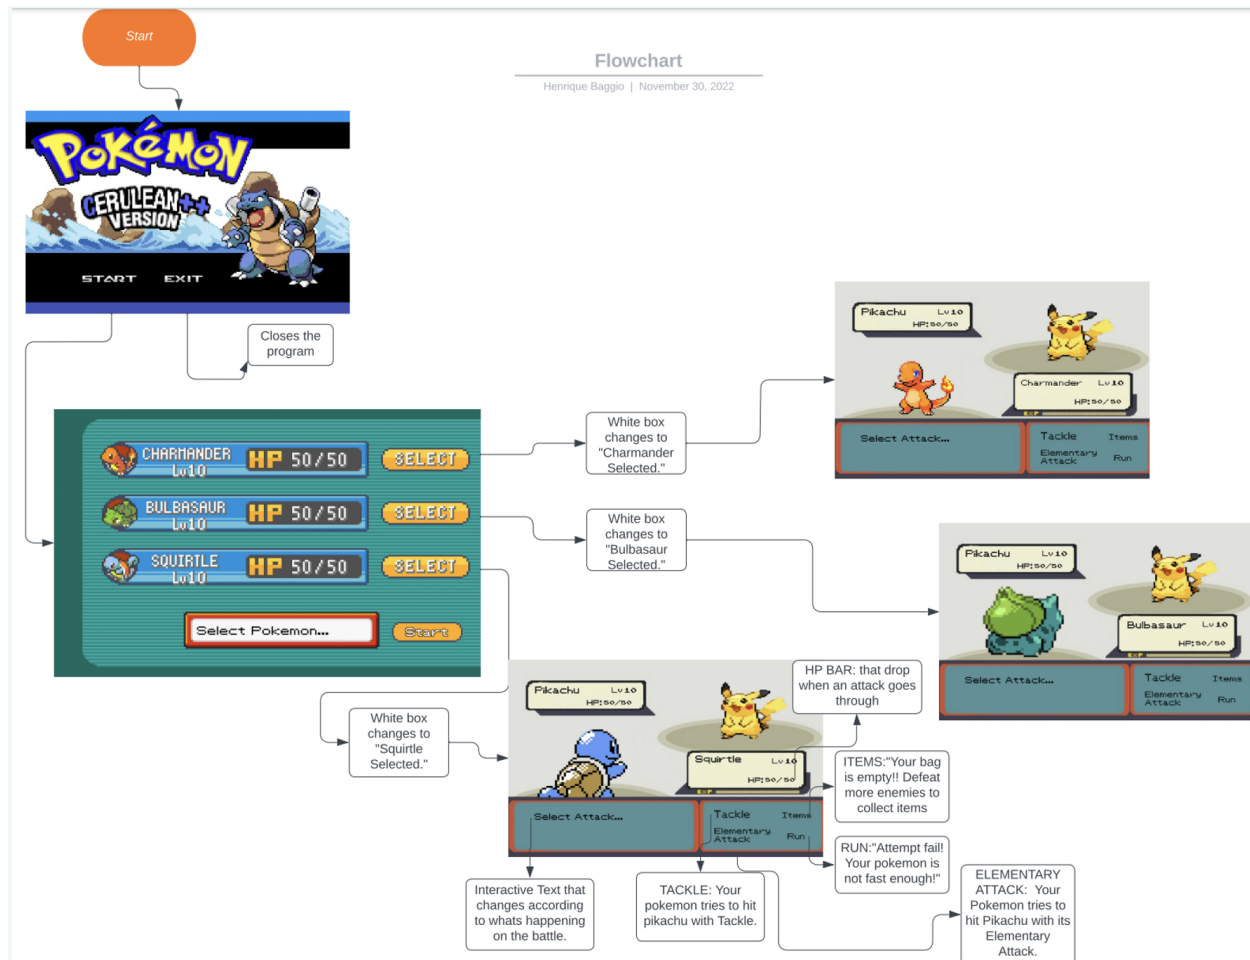 Start
Flowchart
Henrique Baggio | November 30, 2022
POKéMON
CERULEAN++
VERSION
START EXIT
Closes the
program
CHARMANDER
Lv10
HP 50/50
SELECT
BULBASAUR
Lv10
HP 50/50
SELECT
SQUIRTLE
Lv10
HP 50/50
SELECT
Select Pokemon...
Start
White box
changes to
"Charmander
Selected."
Pikachu Lv10
HP:50/50
Charmander Lv10
HP:50/50
Select Attack...
Tackle Items
Elementary
Attack Run
White box
changes to
"Bulbasaur
Selected."
Pikachu Lv10
HP:50/50
Bulbasaur Lv10
HP:50/50
Select Attack...
Tackle Items
Elementary
Attack Run
White box
changes to
"Squirtle
Selected."
Pikachu Lv10
HP:50/50
Squirtle Lv10
HP:50/50
Select Attack...
Tackle Items
Elementary
Attack Run
HP BAR: that drop
when an attack goes
through
ITEMS:"Your bag
is empty!! Defeat
more enemies to
collect items
RUN:"Attempt fail!
Your pokemon is
not fast enough!"
Interactive Text that
changes according
to whats happening
on the battle.
TACKLE: Your
pokemon tries to hit
pikachu with Tackle.
ELEMENTARY
ATTACK: Your
Pokemon tries to
hit Pikachu with its
Elementary
Attack.